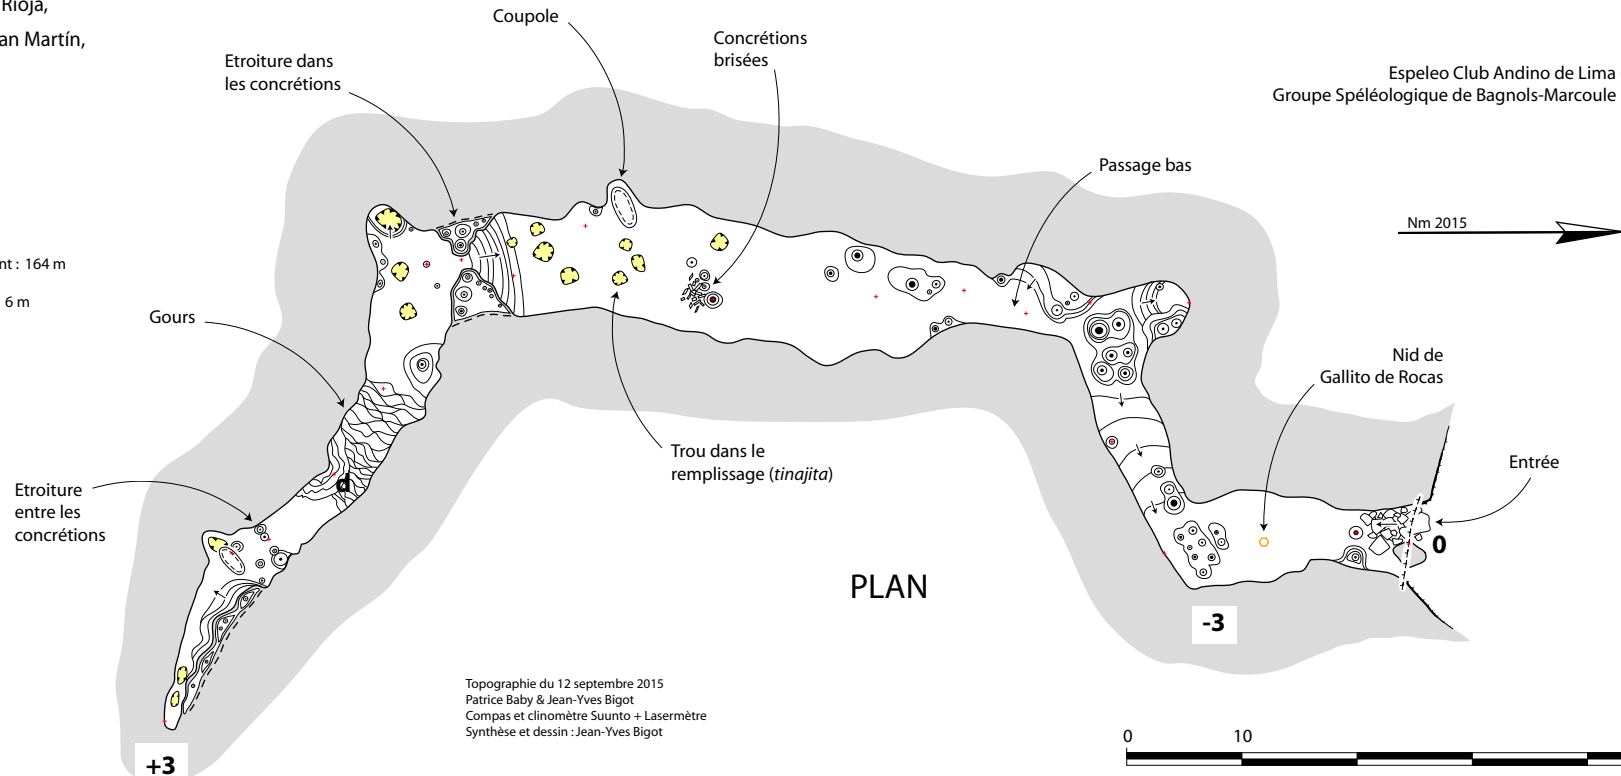 Rioja,
an Martín,
nt : 164 m
6 m
Coupole
Etroiture dans
les concrétions
Concrétions
brisées
Espeleo Club Andino de Lima
Groupe Spéléologique de Bagnols-Marcoule
Passage bas
Nm 2015
Gours
Nid de
Gallito de Rocas
Trou dans le
remplissage (tinajita)
Entrée
Etroiture
entre les
concrétions
d
0
PLAN
-3
Topographie du 12 septembre 2015
Patrice Baby & Jean-Yves Bigot
Compas et clinomètre Suunto + Lasermètre
Synthèse et dessin : Jean-Yves Bigot
+3
0 10